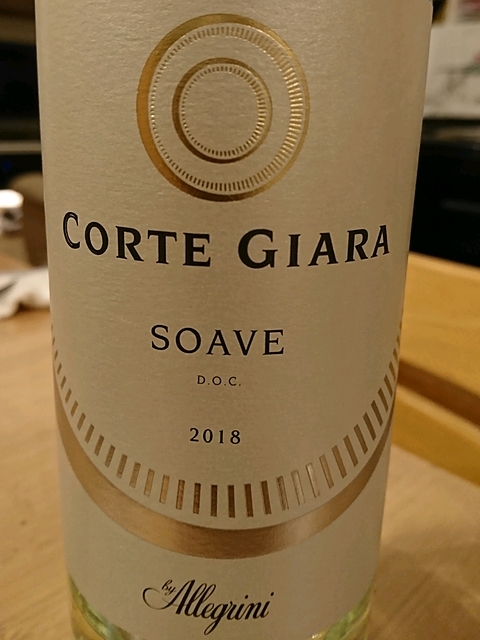 CORTE GIARA
SOAVE
D.O.C.
2018
by Allegrini